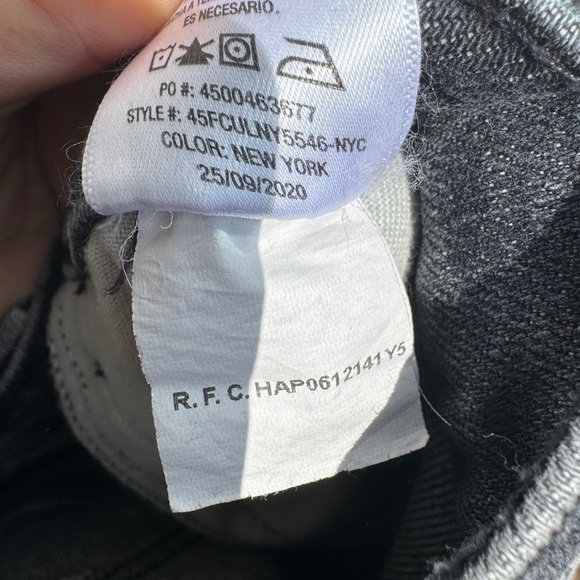 ES NECESARIO.
PO #: 4500463677
STYLE #: 45FCULNY5546-NYC
COLOR: NEW YORK
25/09/2020
R. F. C. HAP0612141Y5